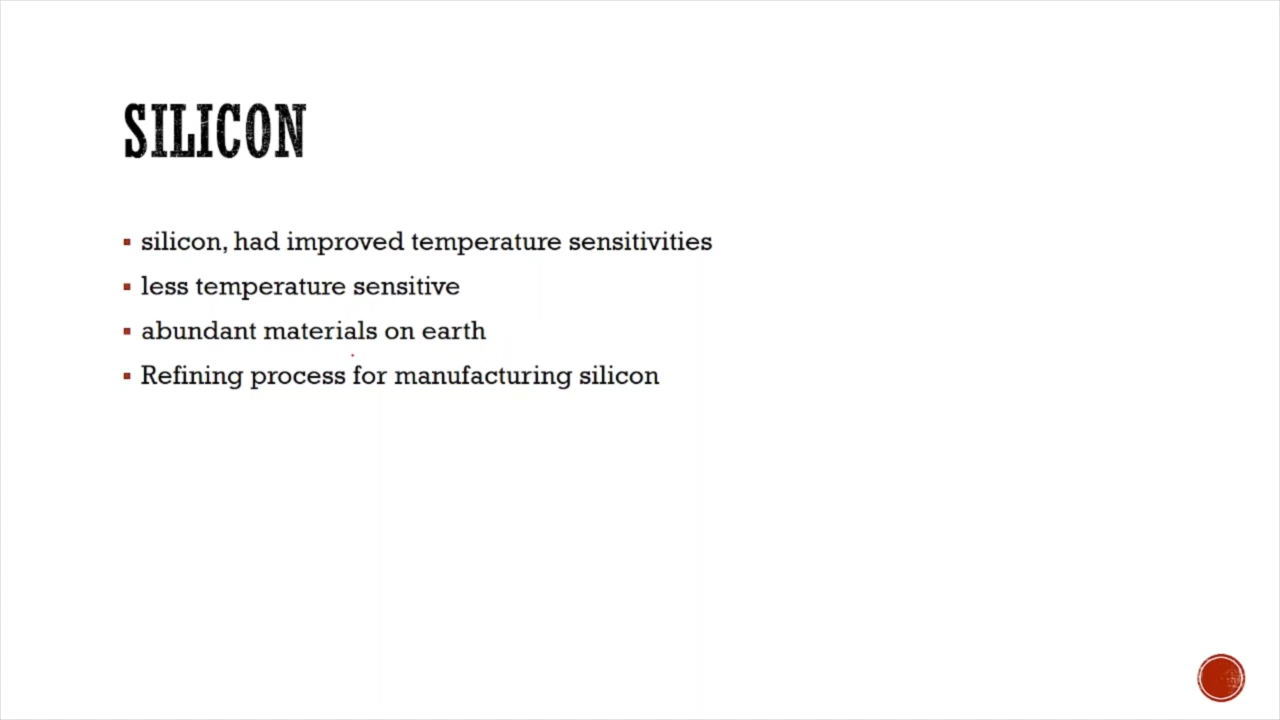 SILICON
silicon, had improved temperature sensitivities
less temperature sensitive
abundant materials on earth
Refining process for manufacturing silicon